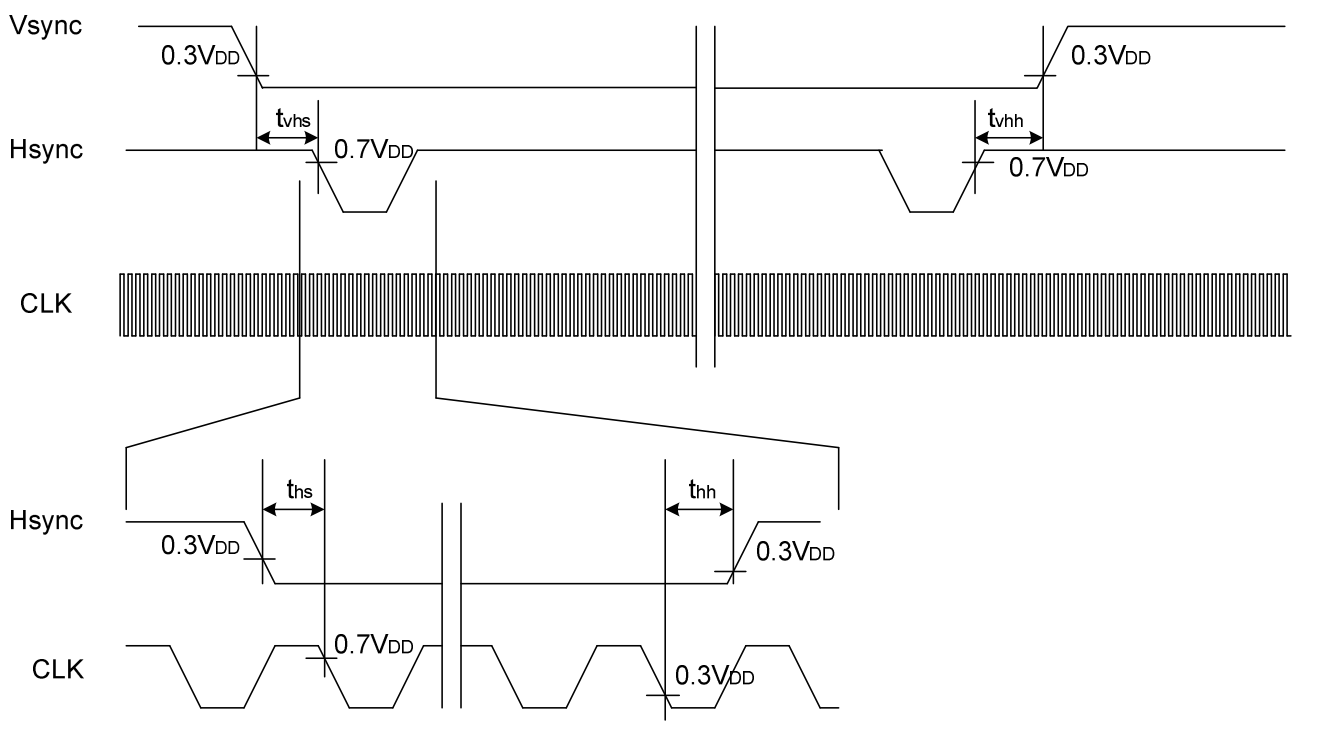 Vsync
0.3VDD
0.3VDD
tvhs
tvhh
Hsync
0.7VDD
0.7VDD
CLK
ths
thh
Hsync
0.3VDD
0.3VDD
0.7VDD
CLK
0.3VDD